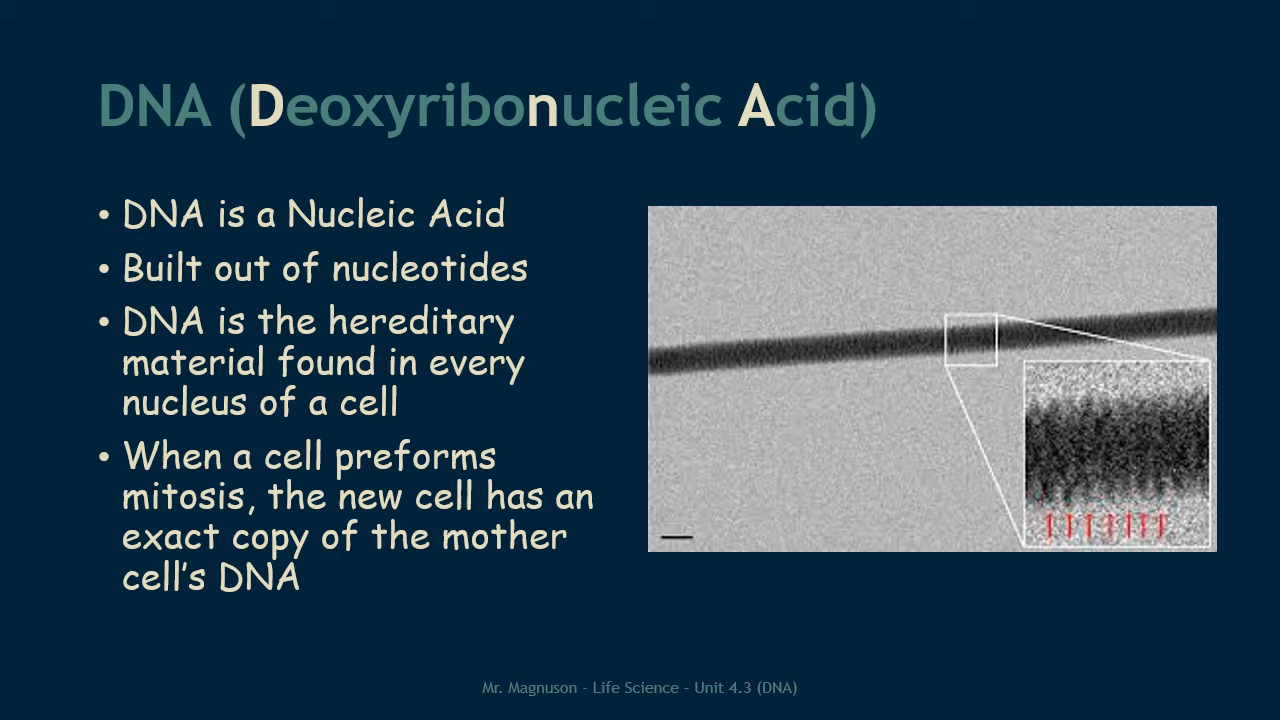 DNA (Deoxyribonucleic Acid)
• DNA is a Nucleic Acid
• Built out of nucleotides
• DNA is the hereditary
material found in every
nucleus of a cell
• When a cell preforms
mitosis, the new cell has an
exact copy of the mother
cell's DNA
Mr. Magnuson - Life Science - Unit 4.3 (DNA)